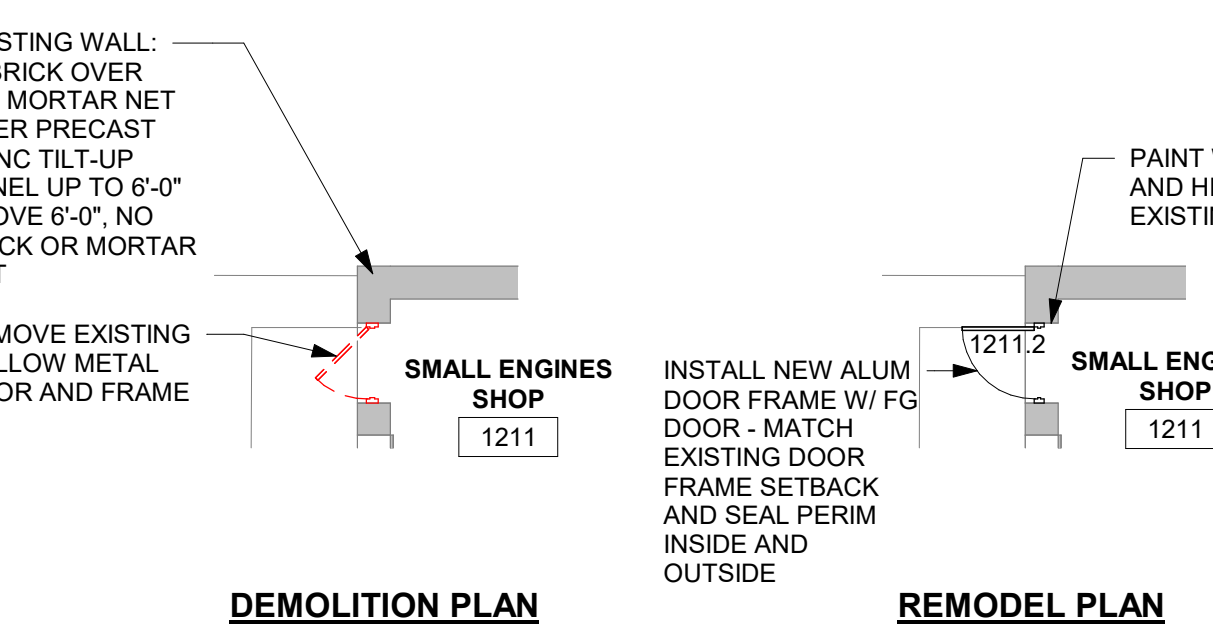 STING WALL:
BRICK OVER
MORTAR NET
ER PRECAST
NC TILT-UP
NEL UP TO 6'-0"
OVE 6'-0", NO
CK OR MORTAR
T
MOVE EXISTING
LLOW METAL
OR AND FRAME
SMALL ENGINES
SHOP
1211
DEMOLITION PLAN
PAINT
AND H
EXISTIN
1211.2
INSTALL NEW ALUM
DOOR FRAME W/ FG
DOOR - MATCH
EXISTING DOOR
FRAME SETBACK
AND SEAL PERIM
INSIDE AND
OUTSIDE
SMALL ENG
SHOP
1211
REMODEL PLAN